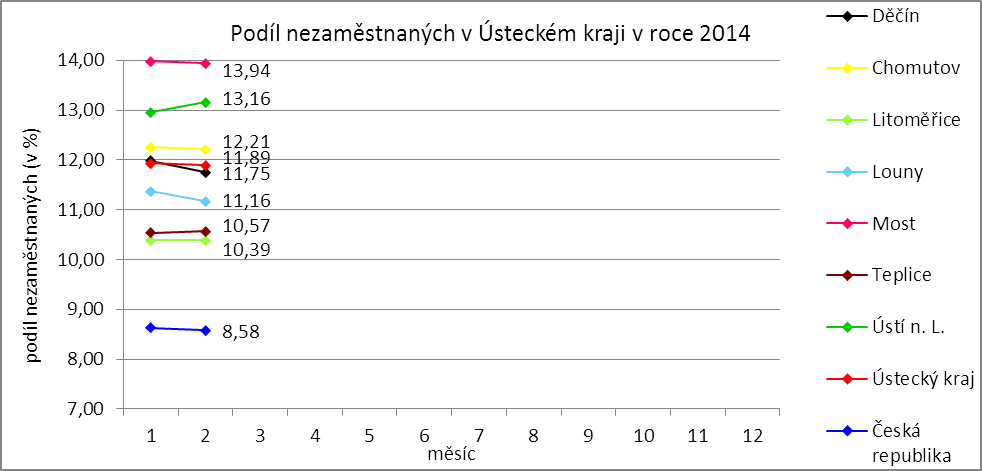 Podíl nezaměstnaných v Ústeckém kraji v roce 2014
podíl nezaměstnaných (v %)
14,00
13,00
12,00
11,00
10,00
9,00
8,00
7,00
13,94
13,16
12,21
11,89
11,75
11,16
10,57
10,39
8,58
1 2 3 4 5 6 7 8 9 10 11 12
měsíc
Děčín
Chomutov
Litoměřice
Louny
Most
Teplice
Ústí n. L.
Ústecký kraj
Česká
republika